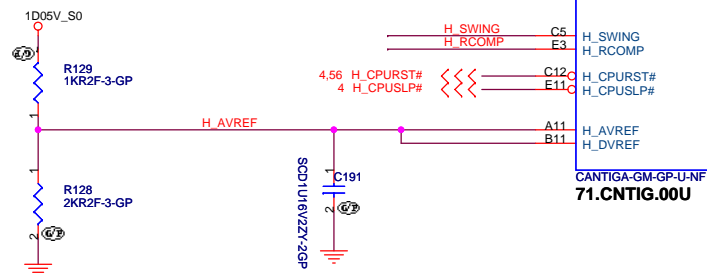 1D05V_S0
R129
1KR2F-3-GP
1
H_AVREF
1
R128
2KR2F-3-GP
2
G/P
SCD1U16V2ZY-2GP
1
C191
2
G/P
H_SWING
H_RCOMP
4,56 H_CPURST#
4 H_CPUSLP#
C5
E3
C12
E11
A11
B11
H_SWING
H_RCOMP
H_CPURST#
H_CPUSLP#
H_AVREF
H_DVREF
CANTIGA-GM-GP-U-NF
71.CNTIG.00U